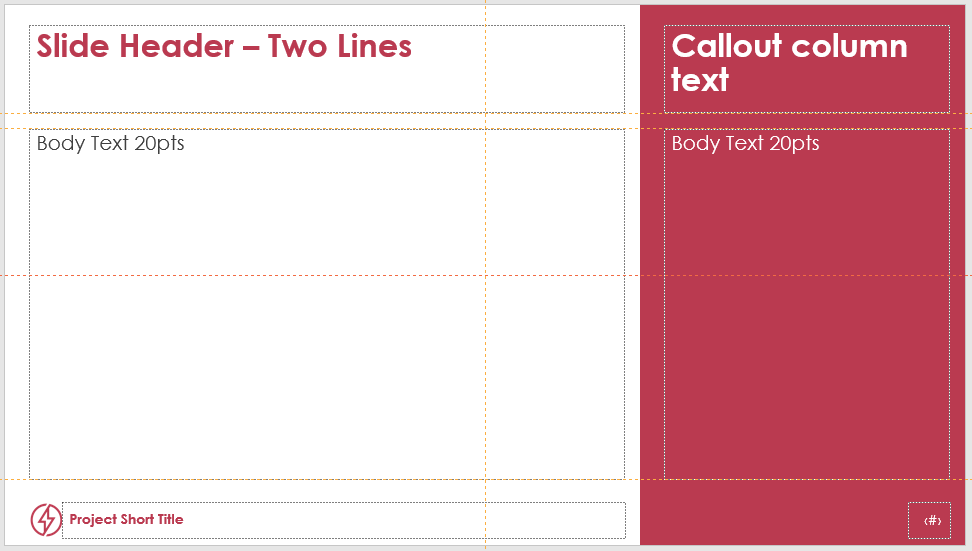 Slide Header – Two Lines
Body Text 20pts
Callout column
text
Body Text 20pts
Project Short Title
‹#›